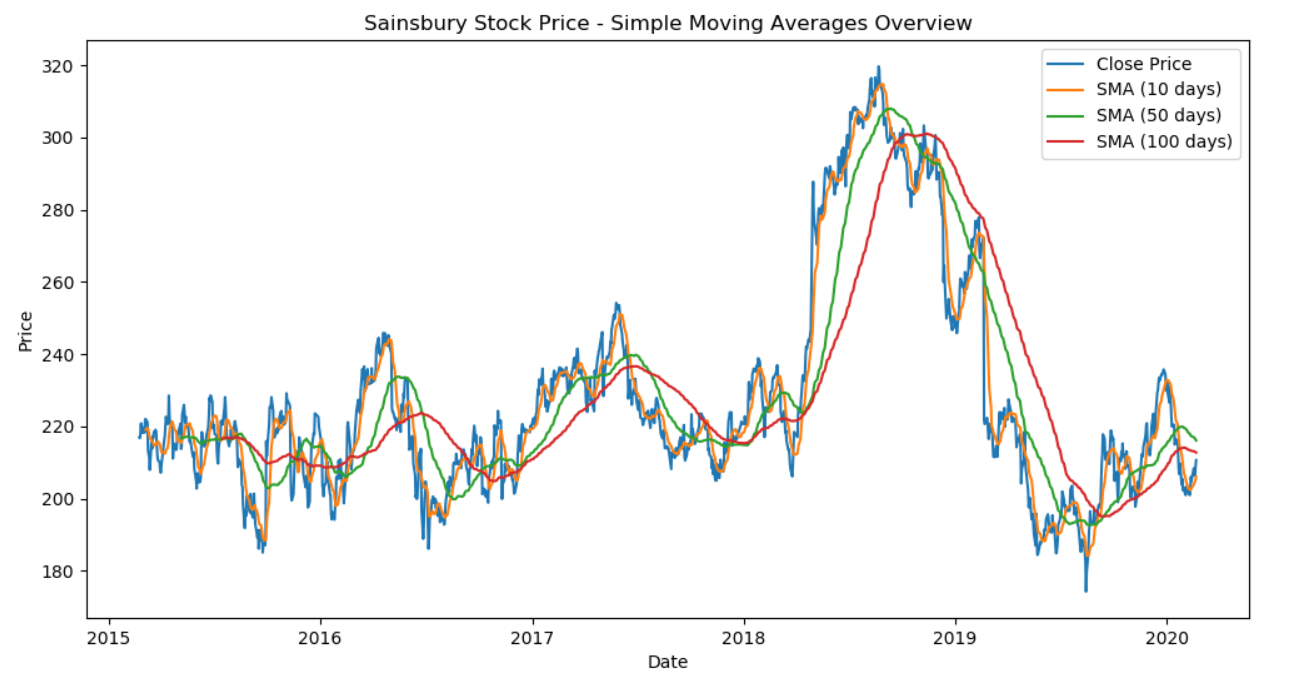 Sainsbury Stock Price - Simple Moving Averages Overview
Close Price
SMA (10 days)
SMA (50 days)
SMA (100 days)
Price
320
300
280
260
240
220
200
180
2015 2016 2017 2018 2019 2020
Date